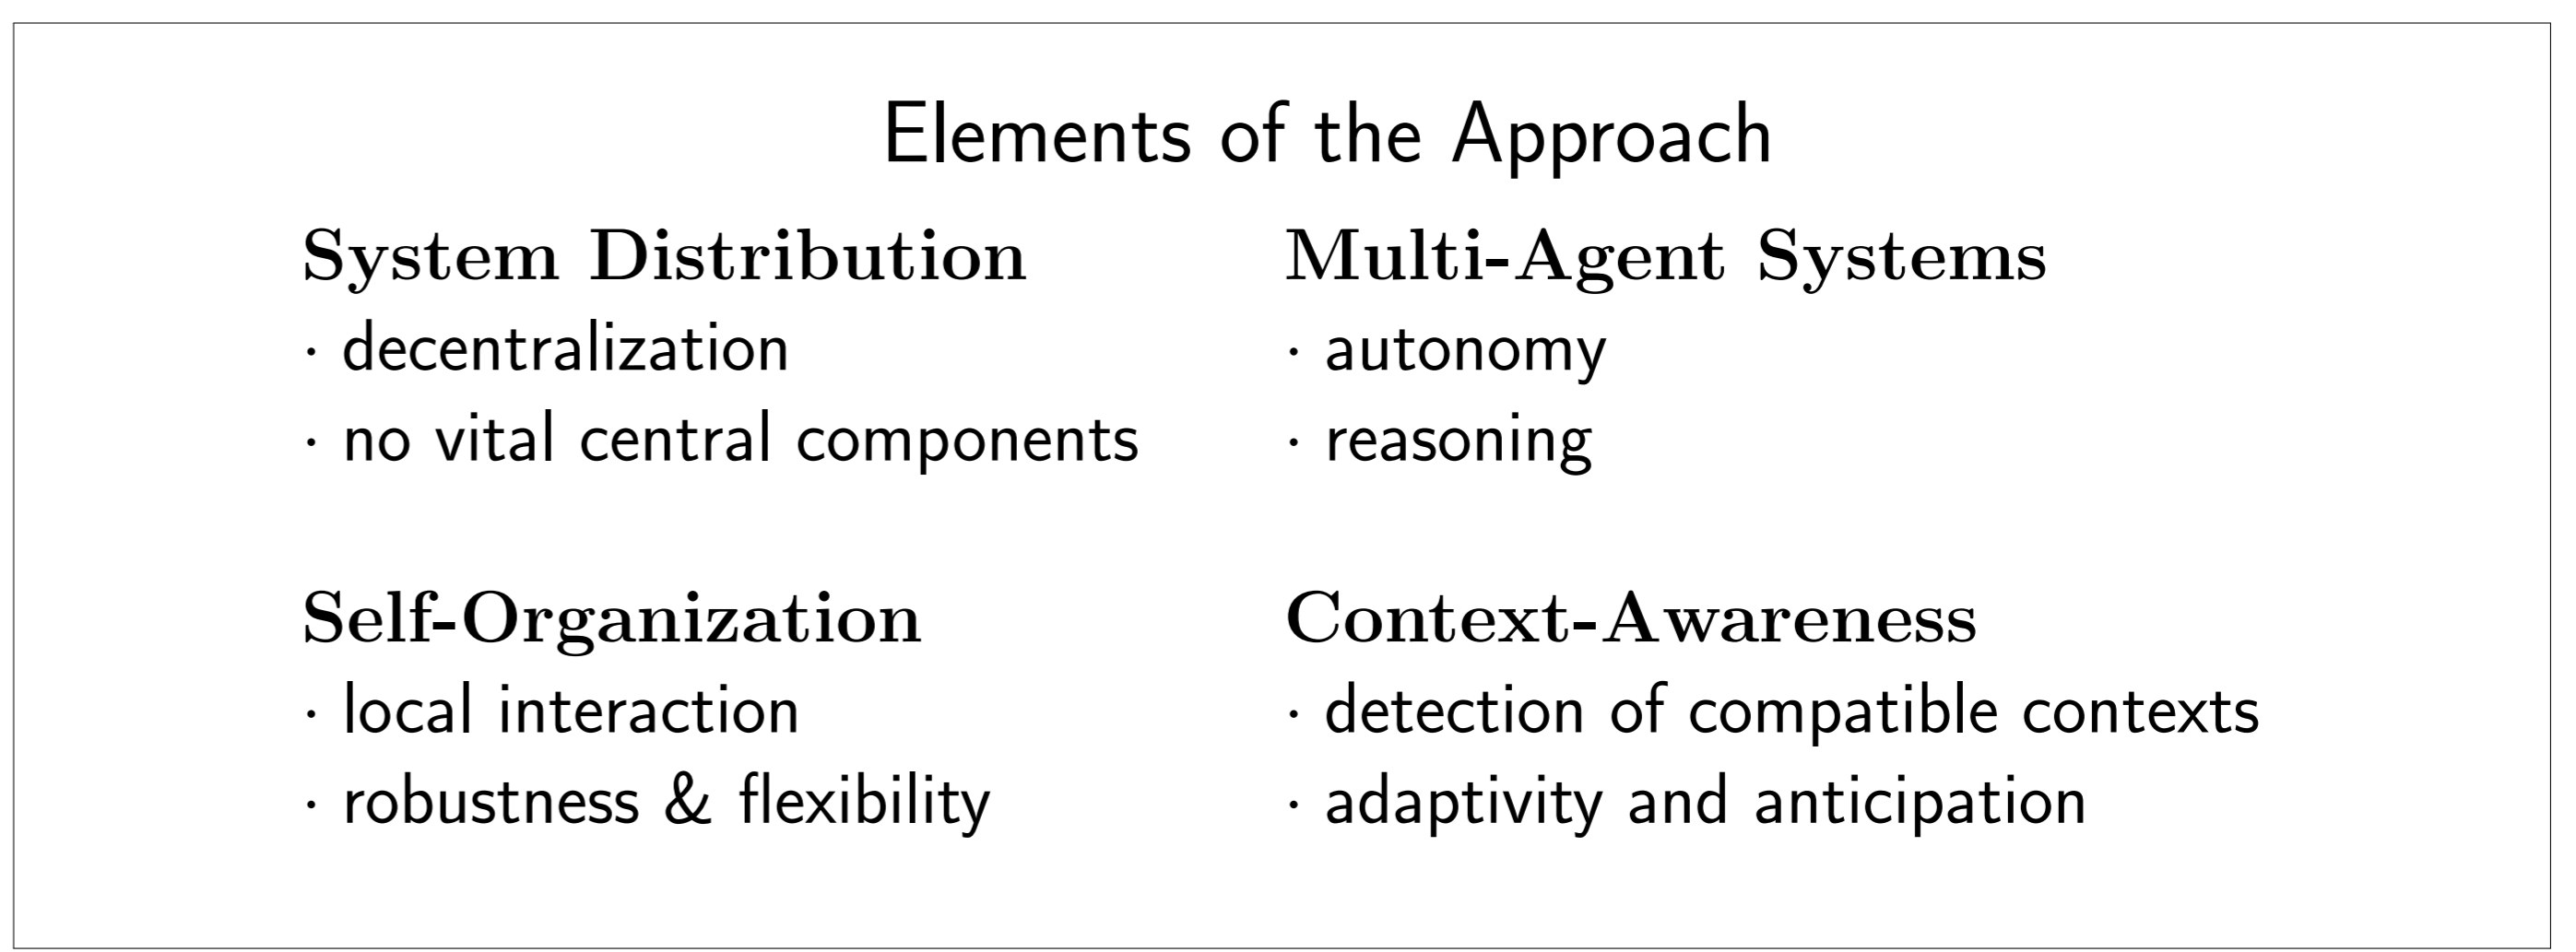 Elements of the Approach
System Distribution
· decentralization
· no vital central components
Multi-Agent Systems
· autonomy
· reasoning
Self-Organization
· local interaction
· robustness & flexibility
Context-Awareness
· detection of compatible contexts
· adaptivity and anticipation